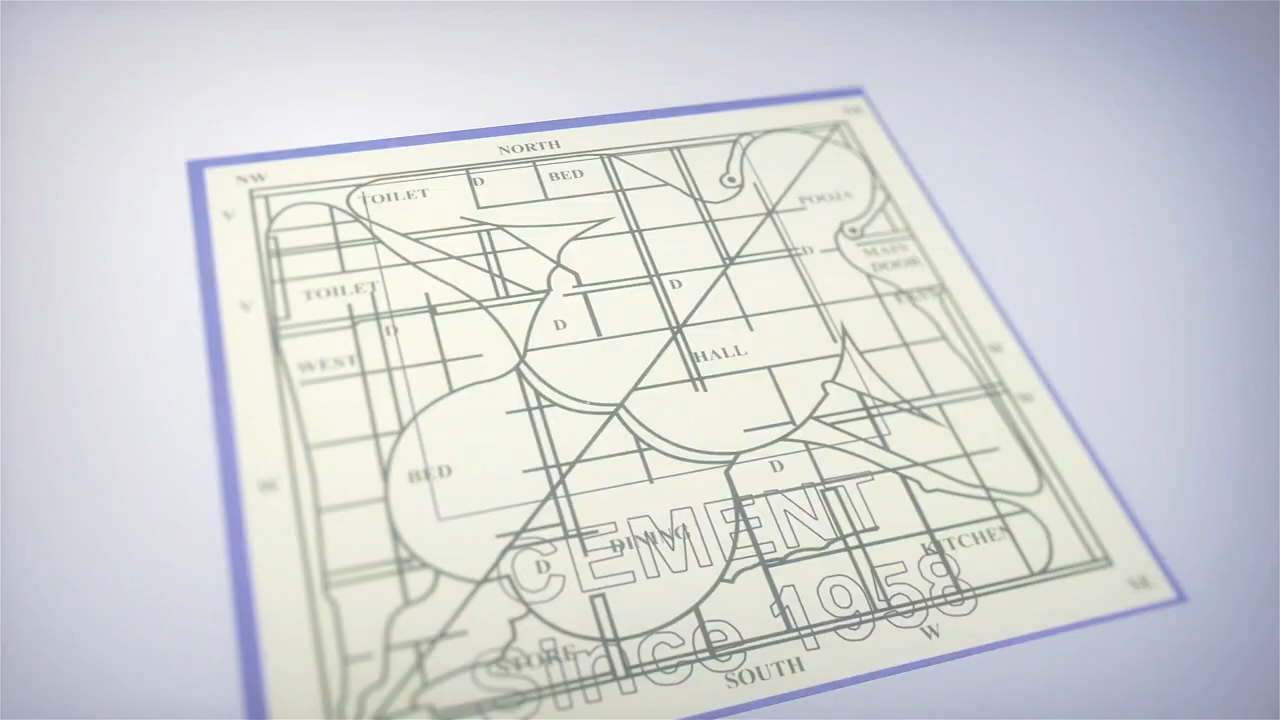 NORTH
NW
TOILET
D
BED
POOJA
D
MAIN
DOOR
TOILET
D
D
D
HALL
WEST
BED
D
CEMENT
DINING
D
KITCHEN
Since 1958
STORE
W
SOUTH